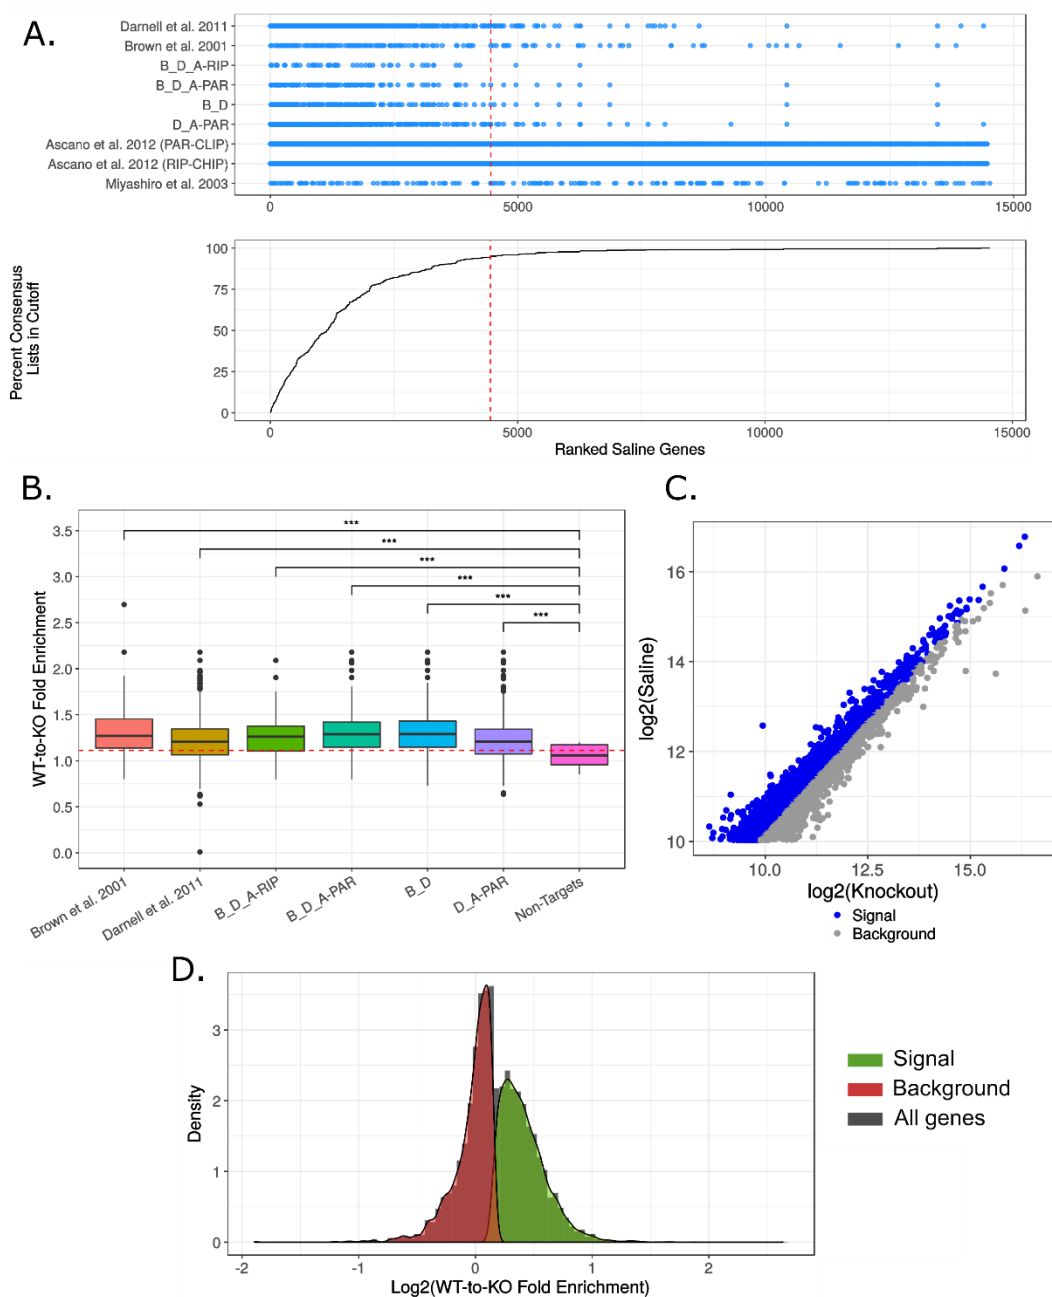 A.
Darnell et al. 2011
Brown et al. 2001
B_D_A-RIP
B_D_A-PAR
B_D
D_A-PAR
Ascano et al. 2012 (PAR-CLIP)
Ascano et al. 2012 (RIP-CHIP)
Miyashiro et al. 2003
0 5000 10000 15000
Percent Consensus
Lists in Cutoff
100
75
50
25
0
0 5000 10000 15000
Ranked Saline Genes
B.
WT-to-KO Fold Enrichment
3.5
3.0
2.5
2.0
1.5
1.0
0.5
0.0
***
***
***
***
***
***
Brown et al. 2001
Darnell et al. 2011
B_D_A-RIP
B_D_A-PAR
B_D
D_A-PAR
Non-Targets
C.
log2(Saline)
16
14
12
10
10.0 12.5 15.0
log2(Knockout)
Signal
Background
D.
Density
3
2
1
0
-2 -1 0 1 2
Log2(WT-to-KO Fold Enrichment)
Signal
Background
All genes